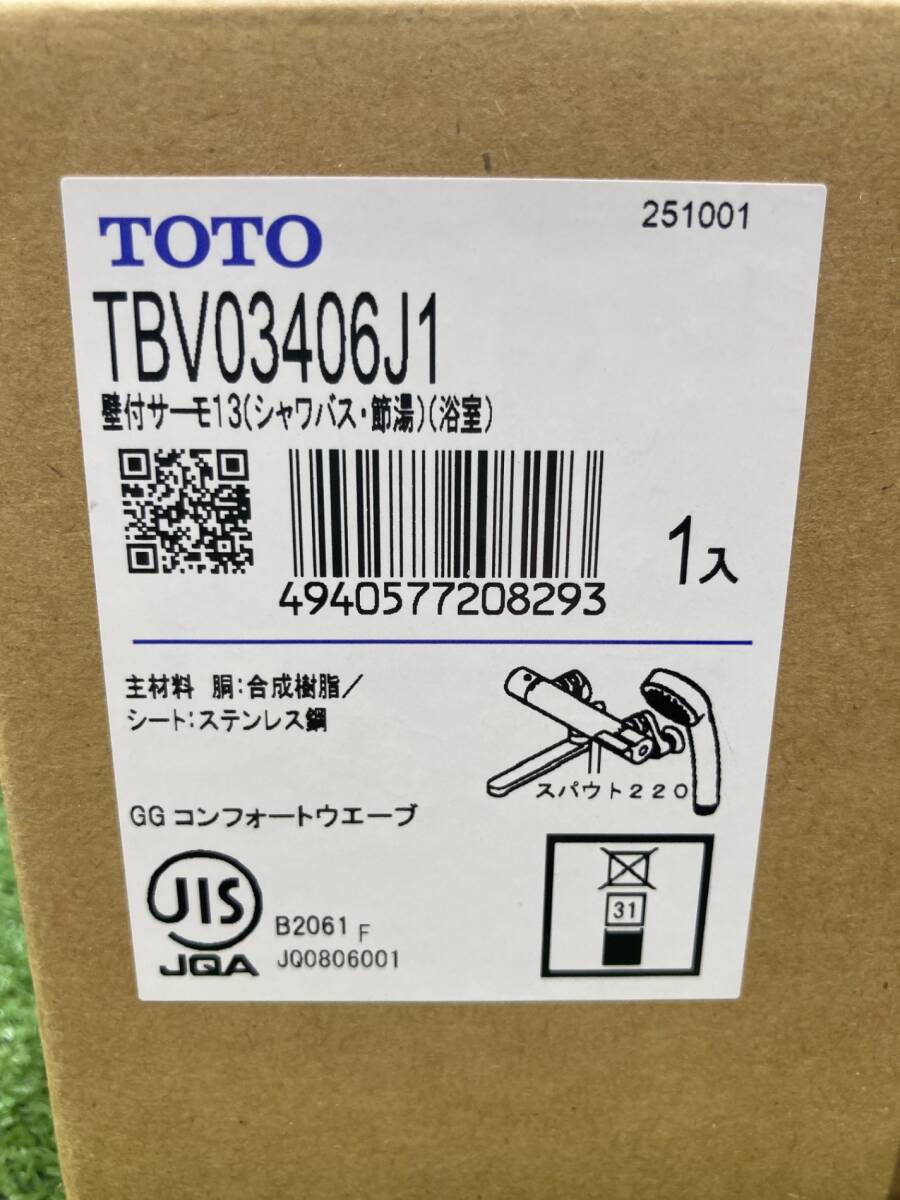 TOTO
251001
TBV03406J1
壁付サーモ13(シャワバス・節湯)(浴室)
4940577208293
1入
主材料 胴:合成樹脂/
シート:ステンレス鋼
スパウト220
GGコンフォートウエーブ
JIS
JQA
B2061 F
JQ0806001
31